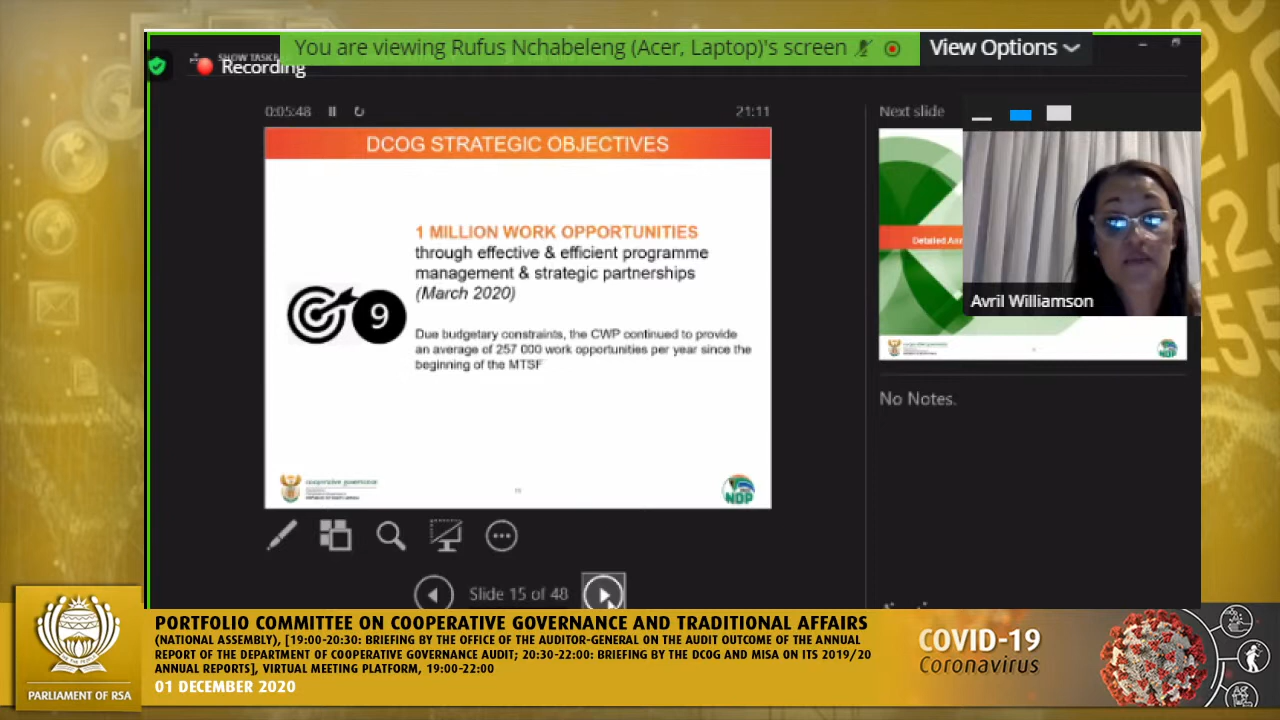 You are viewing Rufus Nchabeleng (Acer, Laptop)'s screen
View Options
Recording
0:05:48
21:11
Next slide
DCOG STRATEGIC OBJECTIVES
1 MILLION WORK OPPORTUNITIES
through effective & efficient programme
management & strategic partnerships
(March 2020)
9
Due budgetary constraints, the CWP continued to provide
an average of 257 000 work opportunities per year since the
beginning of the MTSF
cooperative governance
NDP
Avril Williamson
No Notes.
Slide 15 of 48
PORTFOLIO COMMITTEE ON COOPERATIVE GOVERNANCE AND TRADITIONAL AFFAIRS
(NATIONAL ASSEMBLY), [19:00-20:30: BRIEFING BY THE OFFICE OF THE AUDITOR-GENERAL ON THE AUDIT OUTCOME OF THE ANNUAL
REPORT OF THE DEPARTMENT OF COOPERATIVE GOVERNANCE AUDIT; 20:30-22:00: BRIEFING BY THE DCOG AND MISA ON ITS 2019/20
ANNUAL REPORTS], VIRTUAL MEETING PLATFORM, 19:00-22:00
01 DECEMBER 2020
PARLIAMENT OF RSA
COVID-19
Coronavirus